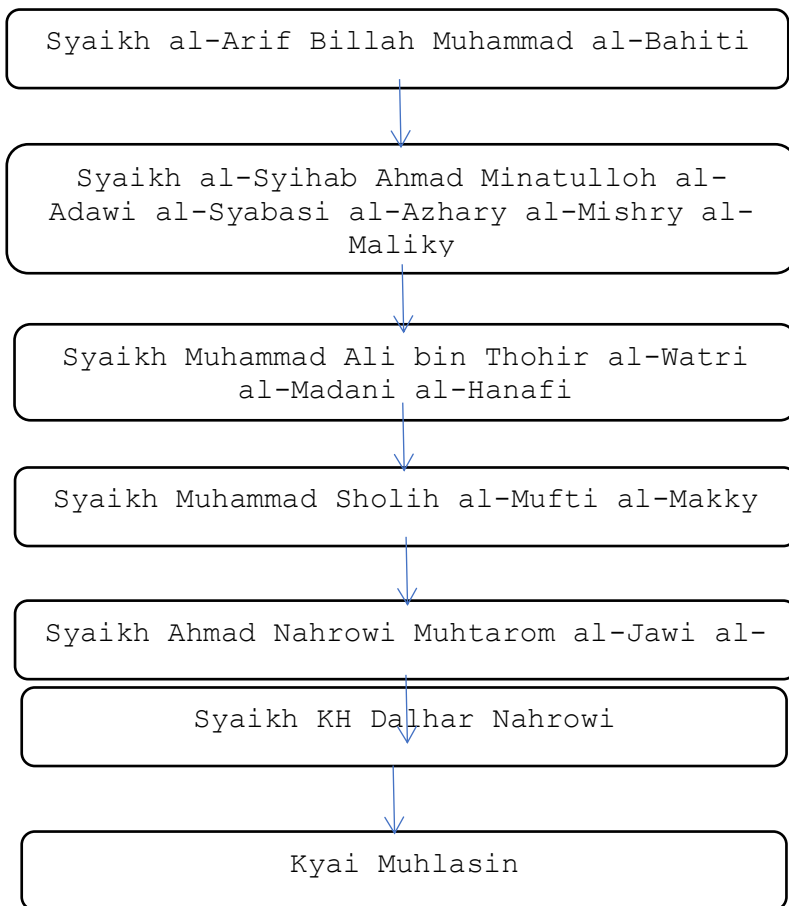 Syaikh al-Arif Billah Muhammad al-Bahiti
Syaikh al-Syihab Ahmad Minatulloh al-
Adawi al-Syabasi al-Azhary al-Mishry al-
Maliky
Syaikh Muhammad Ali bin Thohir al-Watri
al-Madani al-Hanafi
Syaikh Muhammad Sholih al-Mufti al-Makky
Syaikh Ahmad Nahrowi Muhtarom al-Jawi al-
Syaikh KH Dalhar Nahrowi
Kyai Muhlasin